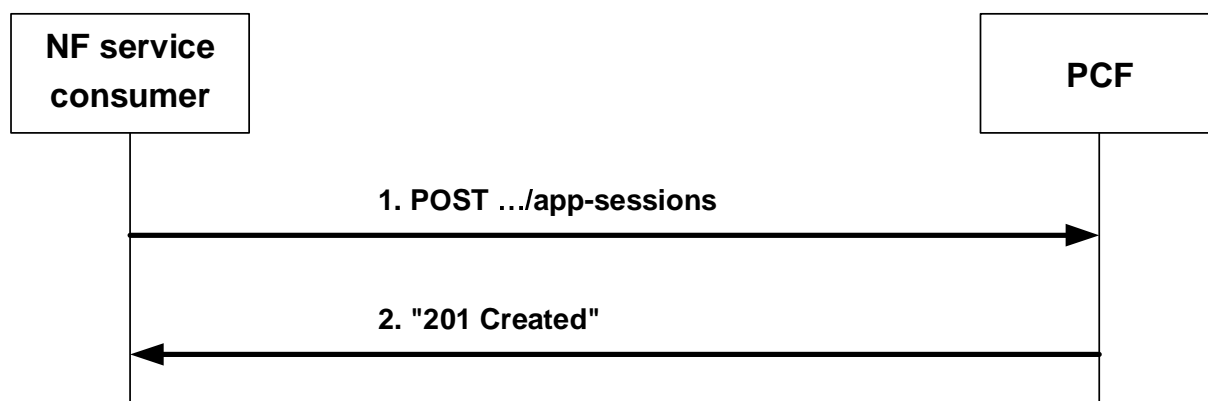 NF service
consumer
PCF
1. POST …/app-sessions
2. "201 Created"